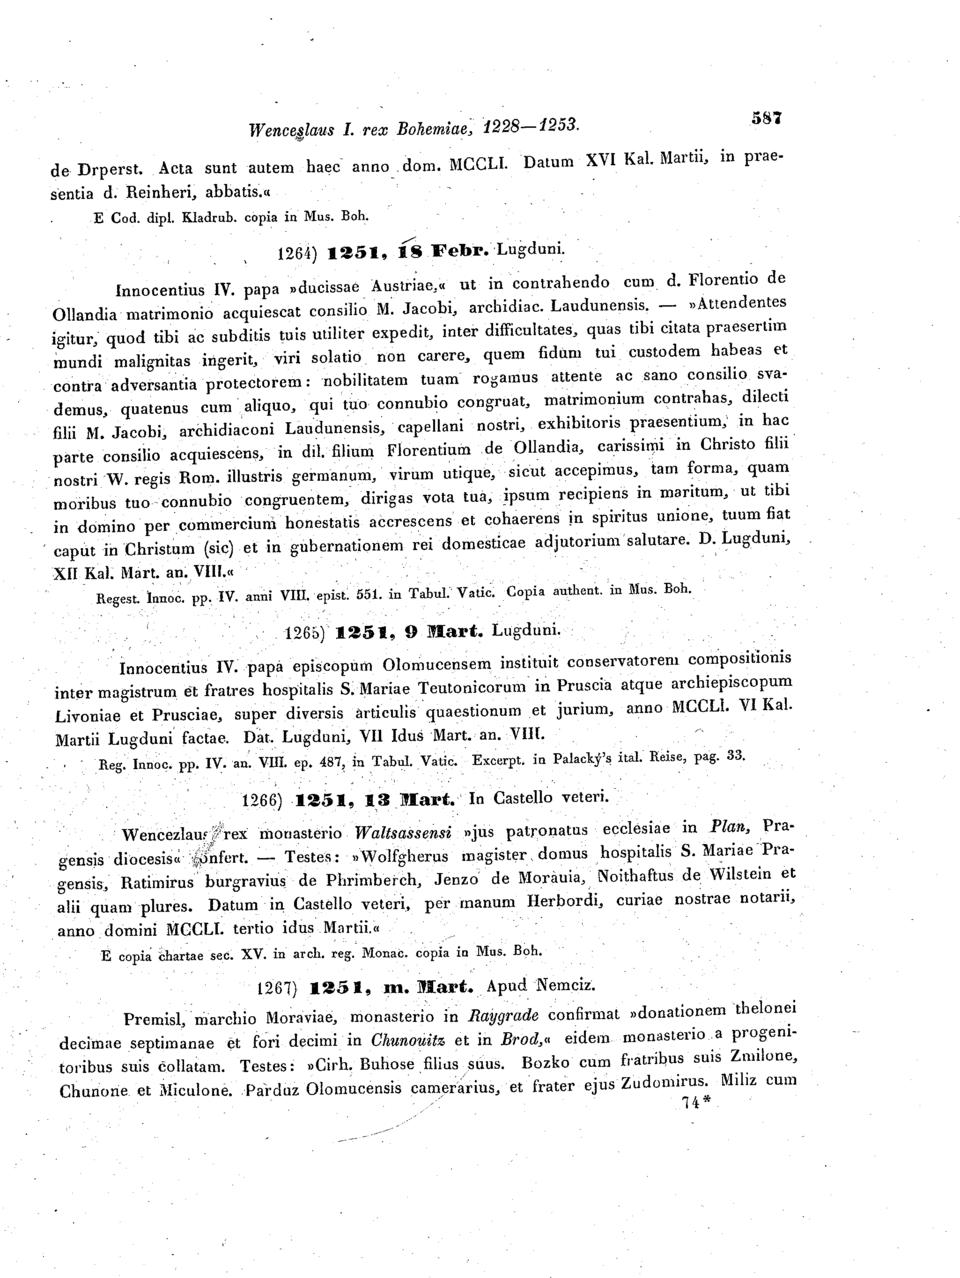 Wenceslaus I. rex Bohemiae, 1228—1253. 587
de Drperst. Acta sunt autem haec anno dom. MCCLI. Datum XVI Kal. Martii, in prae-
sentia d. Reinheri, abbatis.«
E Cod. dipl. Kladrub. copia in Mus. Boh.
1264) 1251, 18 Febr. Lugduni.
Innocentius IV. papa »ducissae Austriae,« ut in contrahendo cum d. Florentio de
Ollandia matrimonio acquiescat consilio M. Jacobi, archidiac. Laudunensis. — »Attendentes
igitur, quod tibi ac subditis tuis utiliter expedit, inter difficultates, quas tibi citata praesertim
mundi malignitas ingerit, viri solatio non carere, quem fidum tui custodem habeas et
contra adversantia protectorem: nobilitatem tuam rogamus attente ac sano consilio sva-
demus, quatenus cum aliquo, qui tuo connubio congruat, matrimonium contrahas, dilecti
filii M. Jacobi, archidiaconi Laudunensis, capellani nostri, exhibitoris praesentium, in hac
parte consilio acquiescens, in dil. filium Florentium de Ollandia, carissimi in Christo filii
nostri W. regis Rom. illustris germanum, virum utique, sicut accepimus, tam forma, quam
moribus tuo connubio congruentem, dirigas vota tua, ipsum recipiens in maritum, ut tibi
in domino per commercium honestatis accrescens et cohaerens in spiritus unione, tuum fiat
caput in Christum (sic) et in gubernationem rei domesticae adjutorium salutare. D. Lugduni,
XII Kal. Mart. an. VIII.«
Regest. Innoc. pp. IV. anni VIII. epist. 551. in Tabul. Vatic. Copia authent. in Mus. Boh.
1265) 1251, 9 Mart. Lugduni.
Innocentius IV. papa episcopum Olomucensem instituit conservatorem compositionis
inter magistrum et fratres hospitalis S. Mariae Teutonicorum in Pruscia atque archiepiscopum
Livoniae et Prusciae, super diversis articulis quaestionum et jurium, anno MCCLI. VI Kal.
Martii Lugduni factae. Dat. Lugduni, VII Idus Mart. an. VIII.
Reg. Innoc. pp. IV. an. VIII. ep. 487, in Tabul. Vatic. Excerpt. in Palacký's ital. Reise, pag. 33.
1266) 1251, 13 Mart. In Castello veteri.
Wencezlaus rex monasterio Waltsassensi »jus patronatus ecclesiae in Plan, Pra-
gensis diocesis« confert. — Testes: »Wolfgherus magister domus hospitalis S. Mariae Pra-
gensis, Ratimirus burgravius de Phrimberch, Jenzo de Morauia, Noithaftus de Wilstein et
alii quam plures. Datum in Castello veteri, per manum Herbordi, curiae nostrae notarii,
anno domini MCCLI. tertio idus Martii.«
E copia chartae sec. XV. in arch. reg. Monac. copia in Mus. Boh.
1267) 1251, m. Mart. Apud Nemciz.
Premisl, marchio Moraviae, monasterio in Raygrade confirmat »donationem thelonei
decimae septimanae et fori decimi in Chunouitz et in Brod,« eidem monasterio a progeni-
toribus suis collatam. Testes: »Cirh. Buhose filius suus. Bozko cum fratribus suis Zmilone,
Chunone et Miculone. Parduz Olomucensis camerarius, et frater ejus Zudomirus. Miliz cum
74*